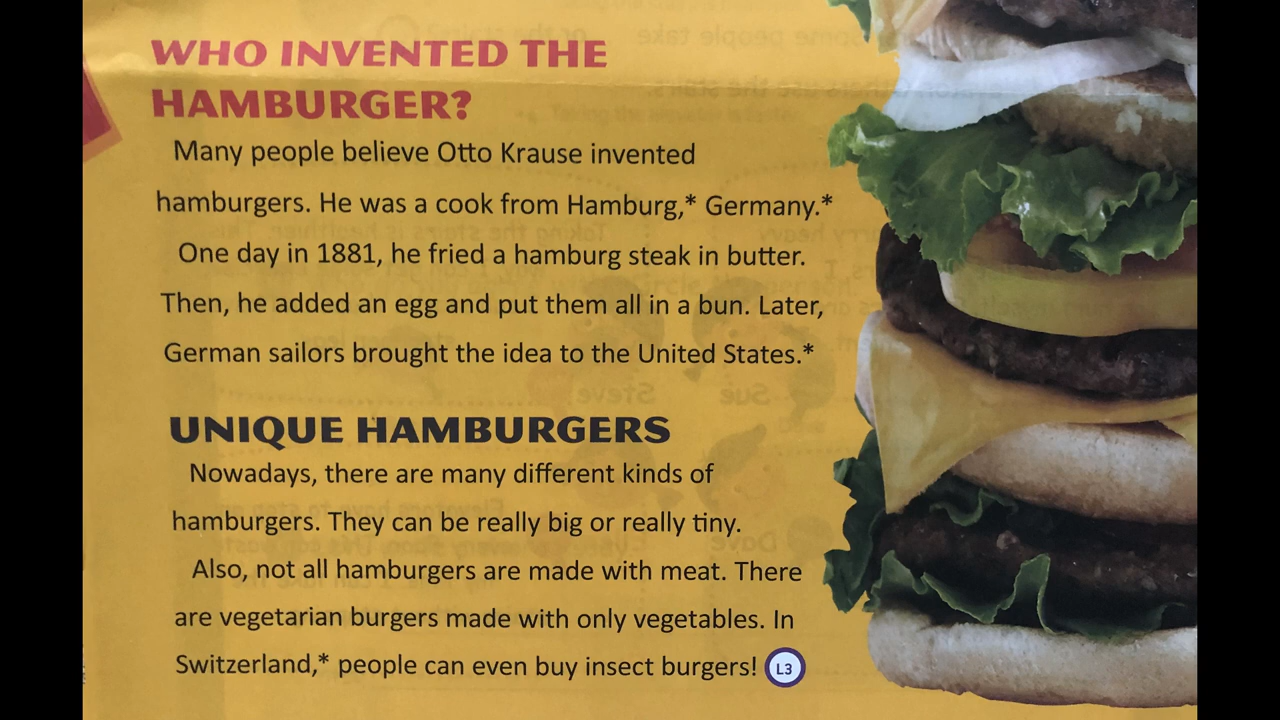 WHO INVENTED THE
HAMBURGER?
Many people believe Otto Krause invented
hamburgers. He was a cook from Hamburg,* Germany.*
One day in 1881, he fried a hamburg steak in butter.
Then, he added an egg and put them all in a bun. Later,
German sailors brought the idea to the United States.*
UNIQUE HAMBURGERS
Nowadays, there are many different kinds of
hamburgers. They can be really big or really tiny.
Also, not all hamburgers are made with meat. There
are vegetarian burgers made with only vegetables. In
Switzerland,* people can even buy insect burgers! L3